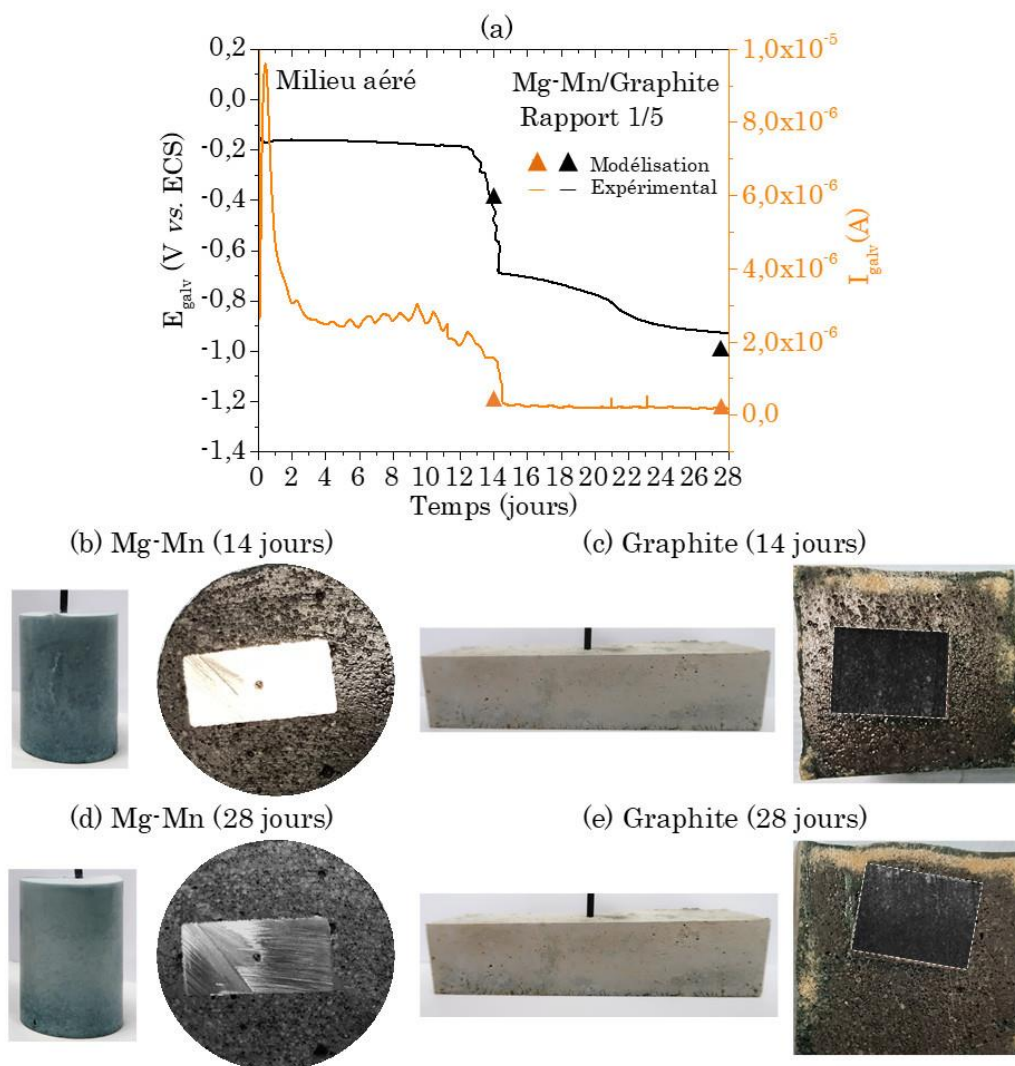 (a)
Milieu aéré
Mg-Mn/Graphite
Rapport 1/5
Modélisation
Expérimental
0,2
0,0
-0,2
-0,4
-0,6
-0,8
-1,0
-1,2
-1,4
E_galv (V vs. ECS)
1,0x10⁻⁵
8,0x10⁻⁶
6,0x10⁻⁶
4,0x10⁻⁶
2,0x10⁻⁶
0,0
I_galv (A)
0 2 4 6 8 10 12 14 16 18 20 22 24 26 28
Temps (jours)
(b) Mg-Mn (14 jours)
(c) Graphite (14 jours)
(d) Mg-Mn (28 jours)
(e) Graphite (28 jours)